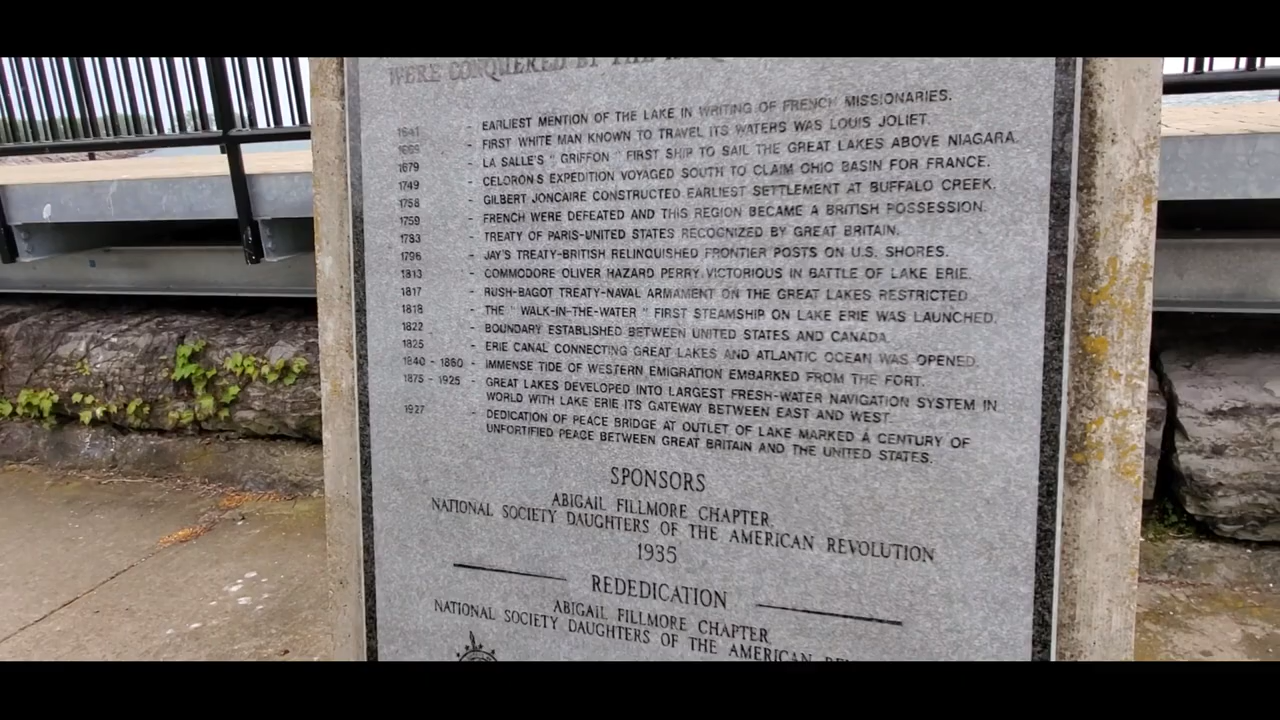 WERE CONQUERED BY THE
1641 - EARLIEST MENTION OF THE LAKE IN WRITING OF FRENCH MISSIONARIES.
1669 - FIRST WHITE MAN KNOWN TO TRAVEL ITS WATERS WAS LOUIS JOLIET.
1679 - LA SALLE'S "GRIFFON" FIRST SHIP TO SAIL THE GREAT LAKES ABOVE NIAGARA.
1749 - CELORON'S EXPEDITION VOYAGED SOUTH TO CLAIM OHIO BASIN FOR FRANCE.
1758 - GILBERT JONCAIRE CONSTRUCTED EARLIEST SETTLEMENT AT BUFFALO CREEK.
1759 - FRENCH WERE DEFEATED AND THIS REGION BECAME A BRITISH POSSESSION.
1783 - TREATY OF PARIS-UNITED STATES RECOGNIZED BY GREAT BRITAIN.
1796 - JAY'S TREATY-BRITISH RELINQUISHED FRONTIER POSTS ON U.S. SHORES.
1813 - COMMODORE OLIVER HAZARD PERRY VICTORIOUS IN BATTLE OF LAKE ERIE.
1817 - RUSH-BAGOT TREATY-NAVAL ARMAMENT ON THE GREAT LAKES RESTRICTED.
1818 - THE "WALK-IN-THE-WATER" FIRST STEAMSHIP ON LAKE ERIE WAS LAUNCHED.
1822 - BOUNDARY ESTABLISHED BETWEEN UNITED STATES AND CANADA.
1825 - ERIE CANAL CONNECTING GREAT LAKES AND ATLANTIC OCEAN WAS OPENED.
1840 - 1860 - IMMENSE TIDE OF WESTERN EMIGRATION EMBARKED FROM THE PORT.
1875 - 1925 - GREAT LAKES DEVELOPED INTO LARGEST FRESH-WATER NAVIGATION SYSTEM IN
WORLD WITH LAKE ERIE ITS GATEWAY BETWEEN EAST AND WEST.
1927 - DEDICATION OF PEACE BRIDGE AT OUTLET OF LAKE MARKED A CENTURY OF
UNFORTIFIED PEACE BETWEEN GREAT BRITAIN AND THE UNITED STATES.
SPONSORS
ABIGAIL FILLMORE CHAPTER,
NATIONAL SOCIETY DAUGHTERS OF THE AMERICAN REVOLUTION
1935
REDEDICATION
ABIGAIL FILLMORE CHAPTER
NATIONAL SOCIETY DAUGHTERS OF THE AMERICAN